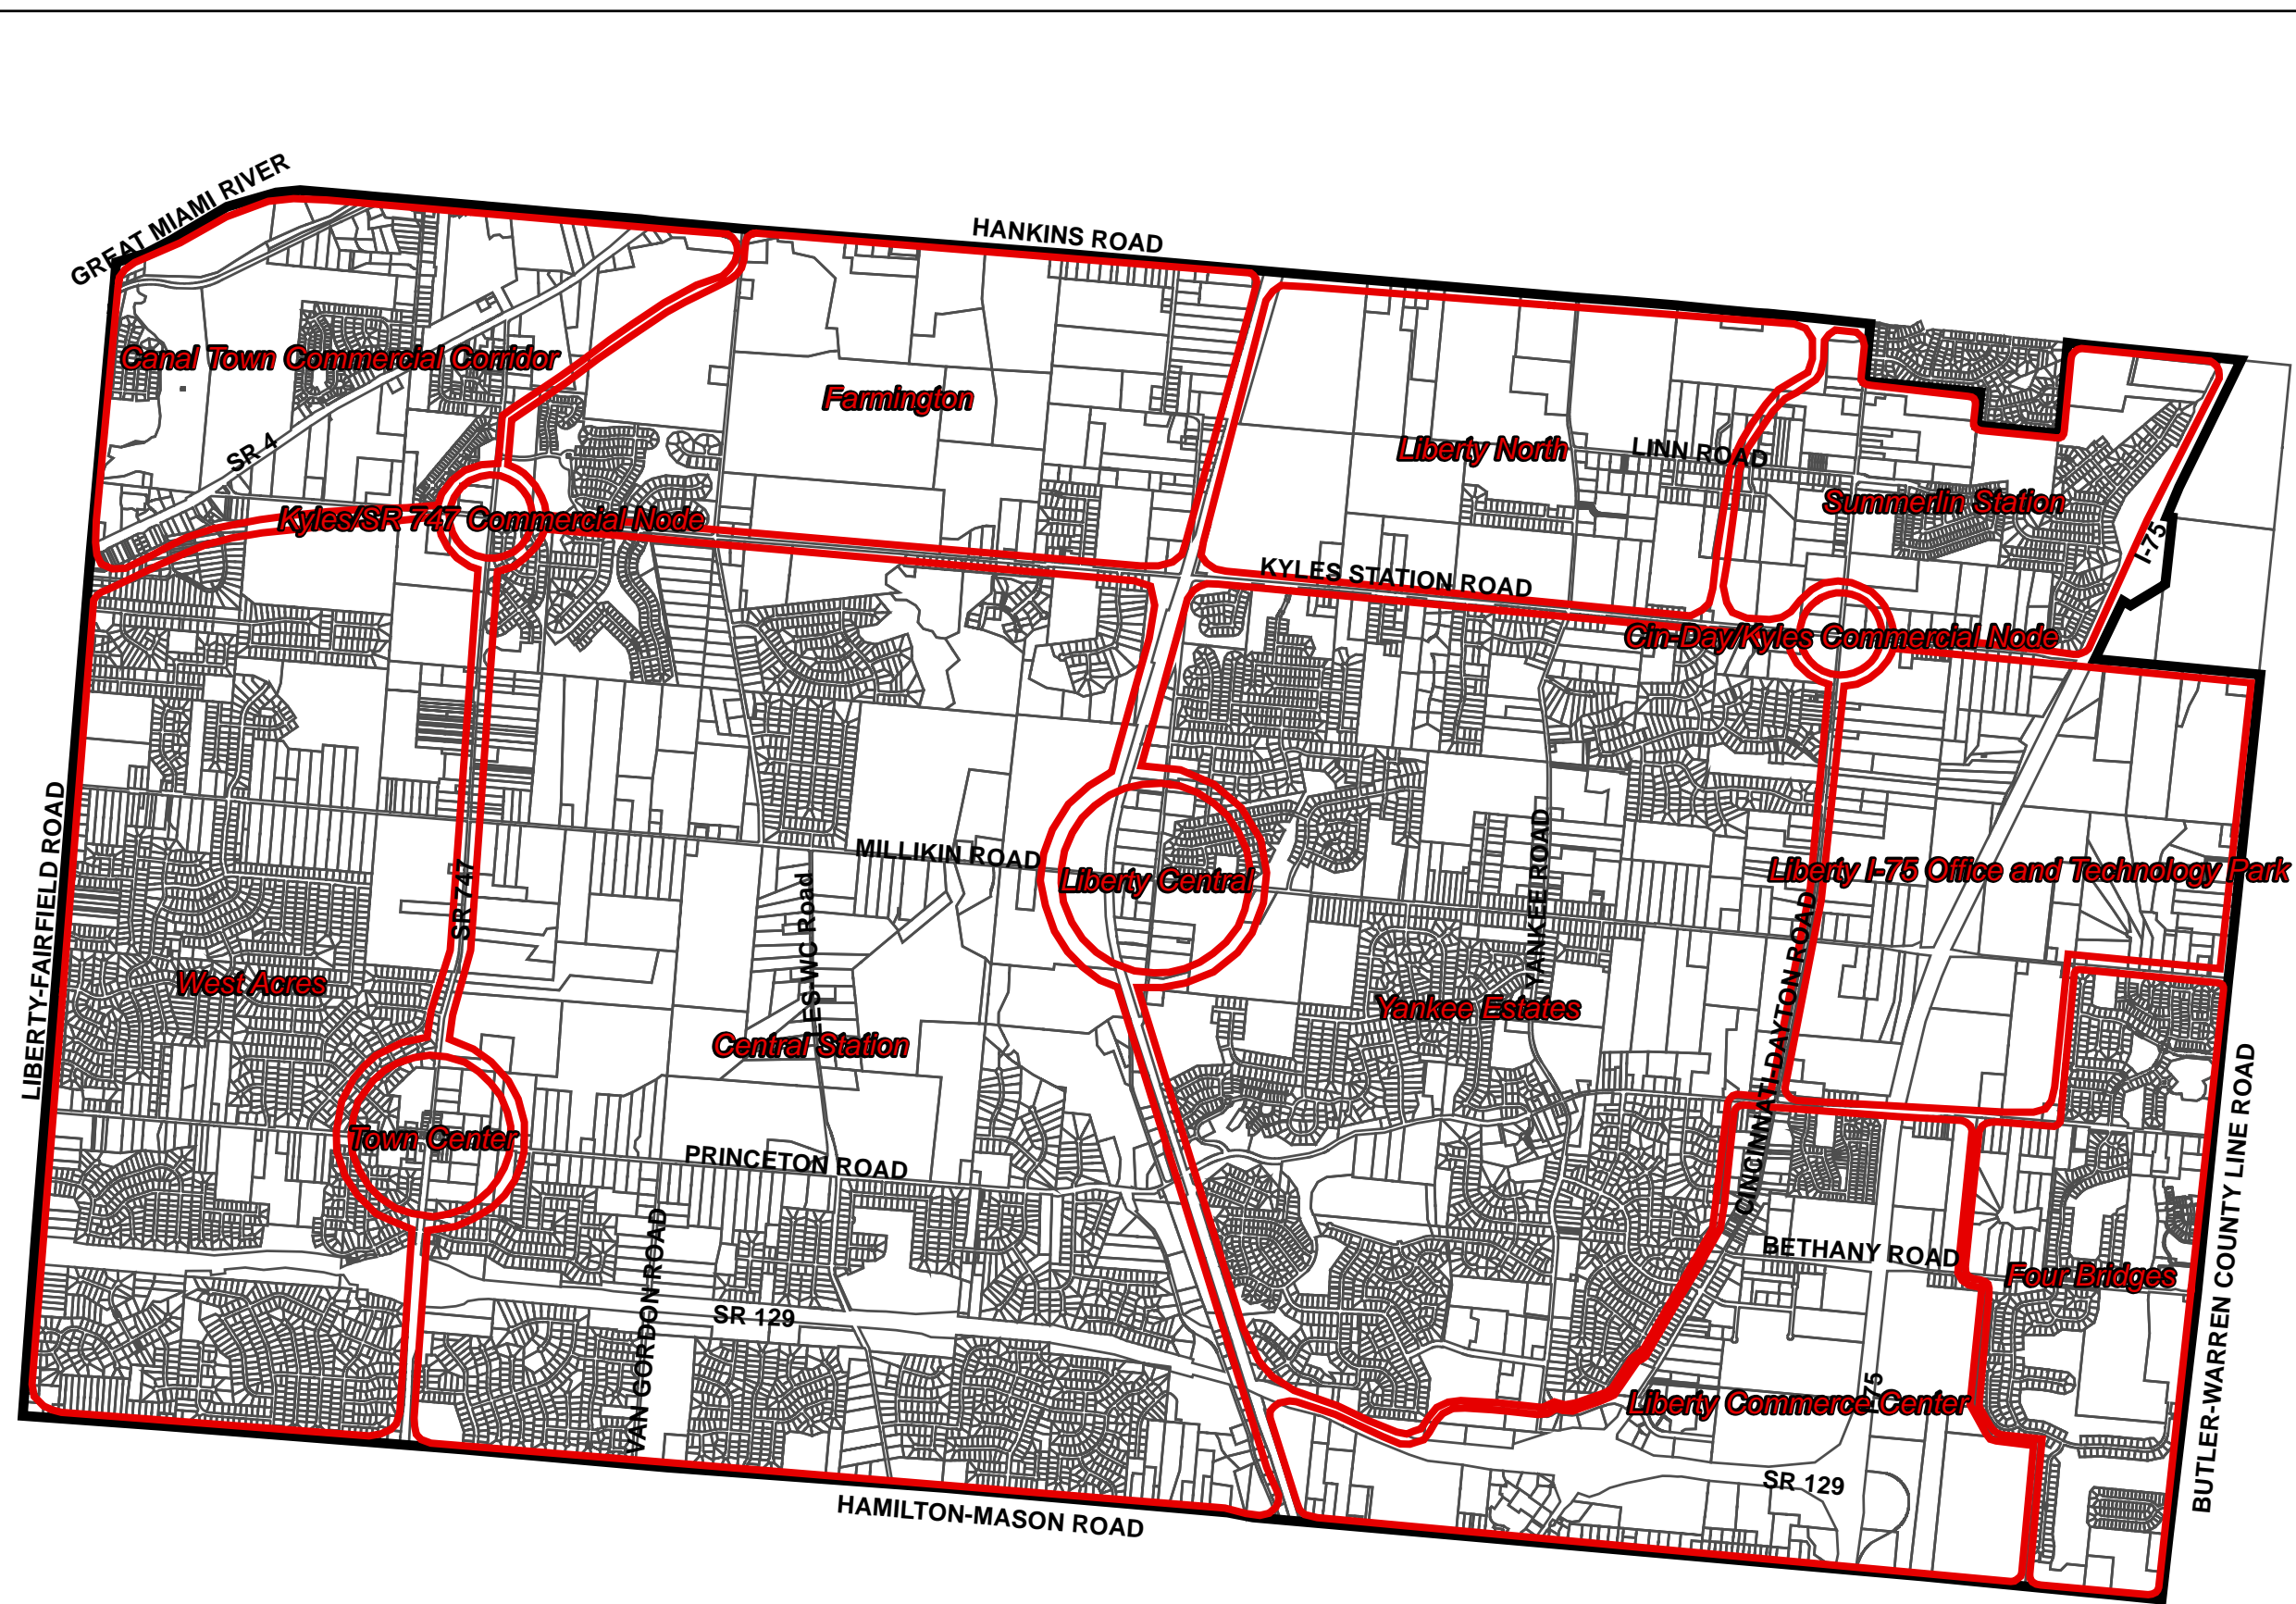 GREAT MIAMI RIVER
HANKINS ROAD
Canal Town Commercial Corridor
Farmington
SR 4
Liberty North
LINN ROAD
Summerlin Station
Kyles/SR 747 Commercial Node
I-75
KYLES STATION ROAD
Cin-Day/Kyles Commercial Node
LIBERTY-FAIRFIELD ROAD
SR 747
MILLIKIN ROAD
LES-WC Road
Liberty Central
YANKEE ROAD
Liberty I-75 Office and Technology Park
West Acres
Central Station
Yankee Estates
CINCINNATI-DAYTON ROAD
Town Center
PRINCETON ROAD
VAN GORDON ROAD
BETHANY ROAD
Four Bridges
BUTLER-WARREN COUNTY LINE ROAD
SR 129
Liberty Commerce Center
I-75
SR 129
HAMILTON-MASON ROAD